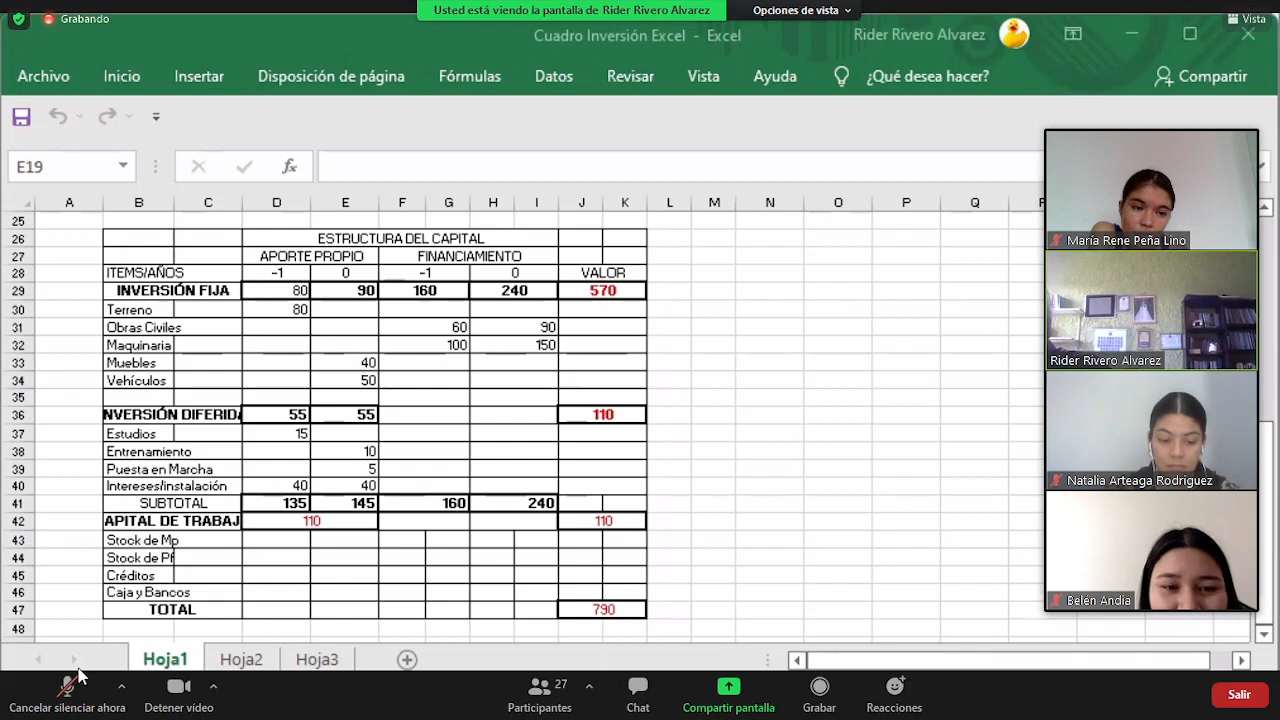 Grabando
Usted está viendo la pantalla de Rider Rivero Alvarez
Opciones de vista
Vista
Cuadro Inversión Excel - Excel
Rider Rivero Alvarez
Archivo
Inicio
Insertar
Disposición de página
Fórmulas
Datos
Revisar
Vista
Ayuda
¿Qué desea hacer?
Compartir
E19
fx
A B C D E F G H I J K L M N O P Q
25
26 ESTRUCTURA DEL CAPITAL
27 APORTE PROPIO FINANCIAMIENTO
28 ITEMS/AÑOS -1 0 -1 0 VALOR
29 INVERSIÓN FIJA 80 90 160 240 570
30 Terreno 80
31 Obras Civiles 60 90
32 Maquinaria 100 150
33 Muebles 40
34 Vehículos 50
35
36 NVERSIÓN DIFERIDA 55 55 110
37 Estudios 15
38 Entrenamiento 10
39 Puesta en Marcha 5
40 Intereses/instalación 40 40
41 SUBTOTAL 135 145 160 240
42 APITAL DE TRABAJ 110 110
43 Stock de Mp
44 Stock de Pf
45 Créditos
46 Caja y Bancos
47 TOTAL 790
48
María Rene Peña Lino
Rider Rivero Alvarez
Natalia Arteaga Rodriguez
Belén Andia
Hoja1
Hoja2
Hoja3
Cancelar silenciar ahora
Detener vídeo
27
Participantes
Chat
Compartir pantalla
Grabar
Reacciones
Salir